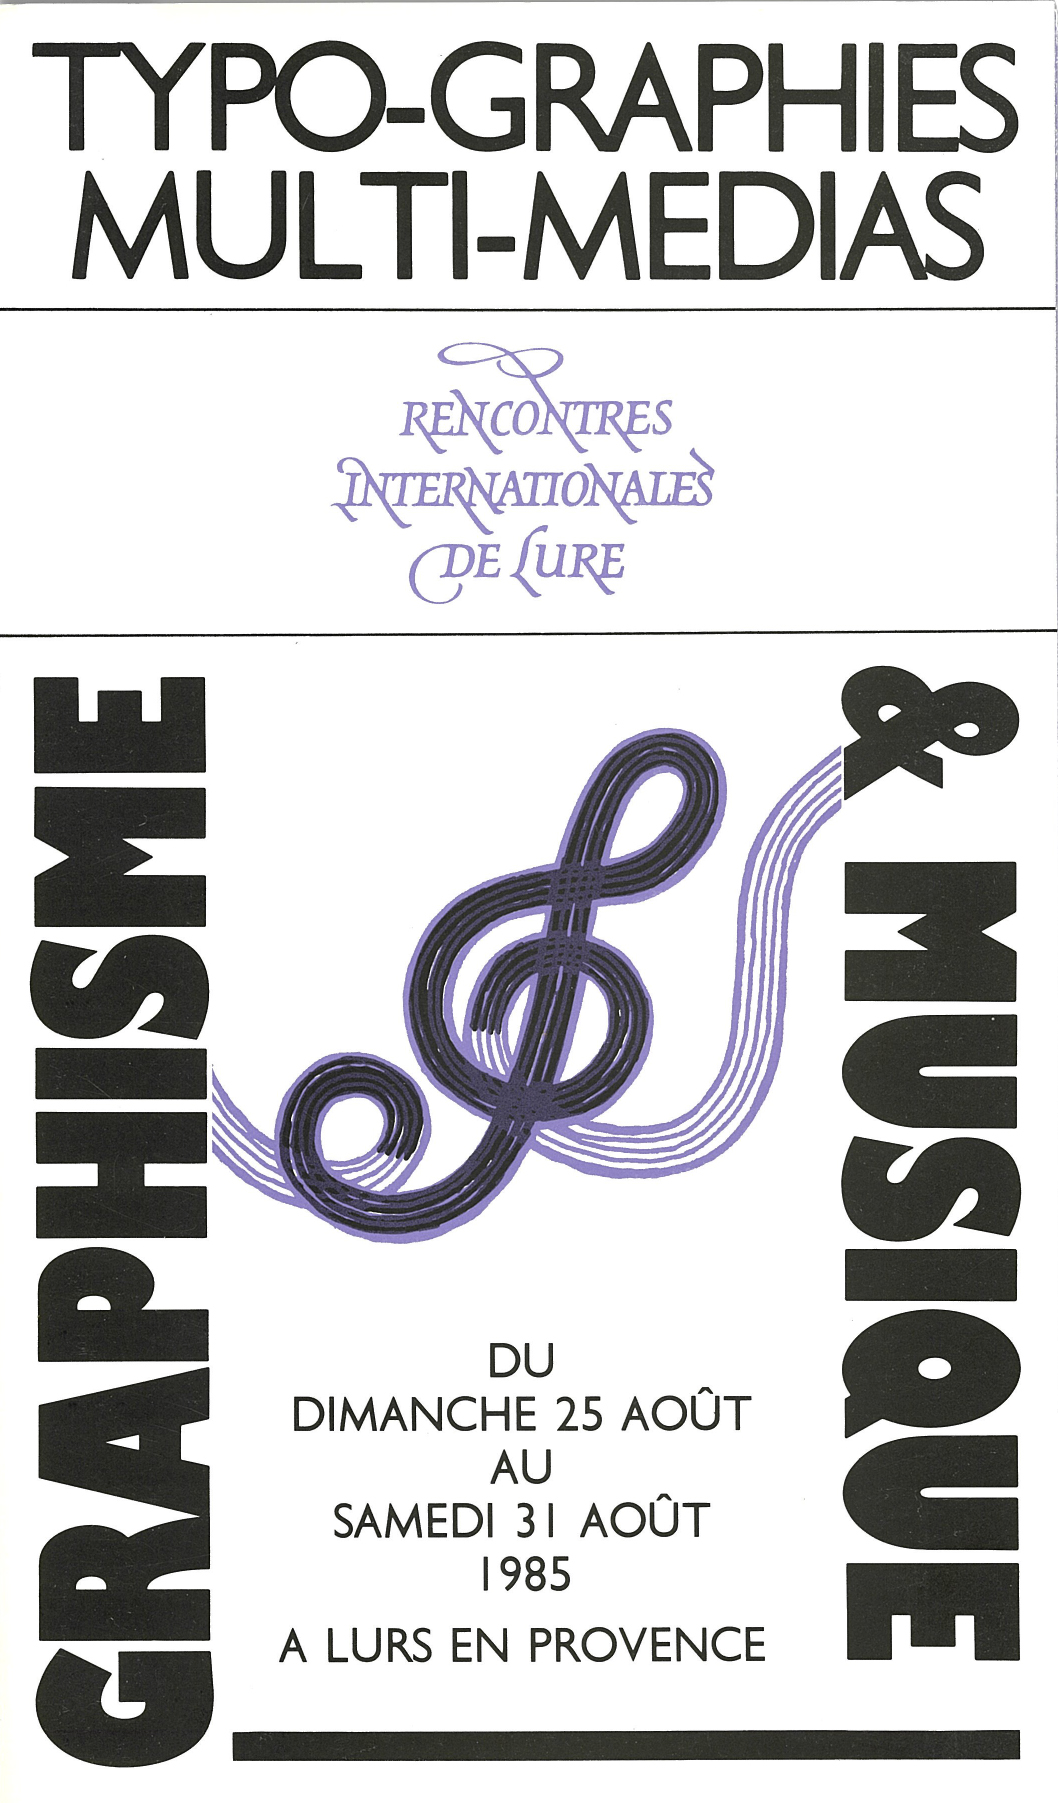 TYPO-GRAPHIES
MULTI-MEDIAS
RENCONTRES
INTERNATIONALES
DE LURE
GRAPHISME
& MUSIQUE
DU
DIMANCHE 25 AOÛT
AU
SAMEDI 31 AOÛT
1985
A LURS EN PROVENCE